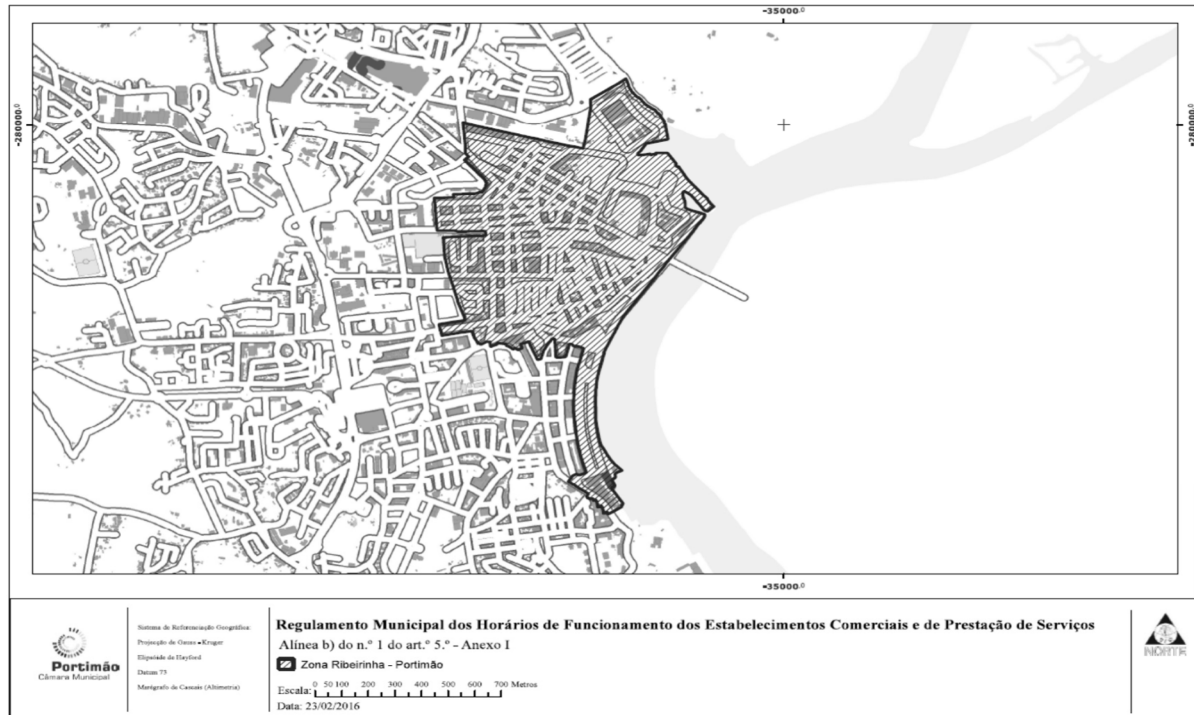 -35000,0
-280000,0
-280000,0
-35000,0
Portimão
Câmara Municipal
Sistema de Referenciação Geográfica:
Projecção de Gauss - Kruger
Elipsóide de Hayford
Datum 73
Marégrafo de Cascais (Altimetria)
Regulamento Municipal dos Horários de Funcionamento dos Estabelecimentos Comerciais e de Prestação de Serviços
Alínea b) do n.º 1 do art.º 5.º - Anexo I
Zona Ribeirinha - Portimão
Escala: 0 50 100 200 300 400 500 600 700 Metros
Data: 23/02/2016
NORTE